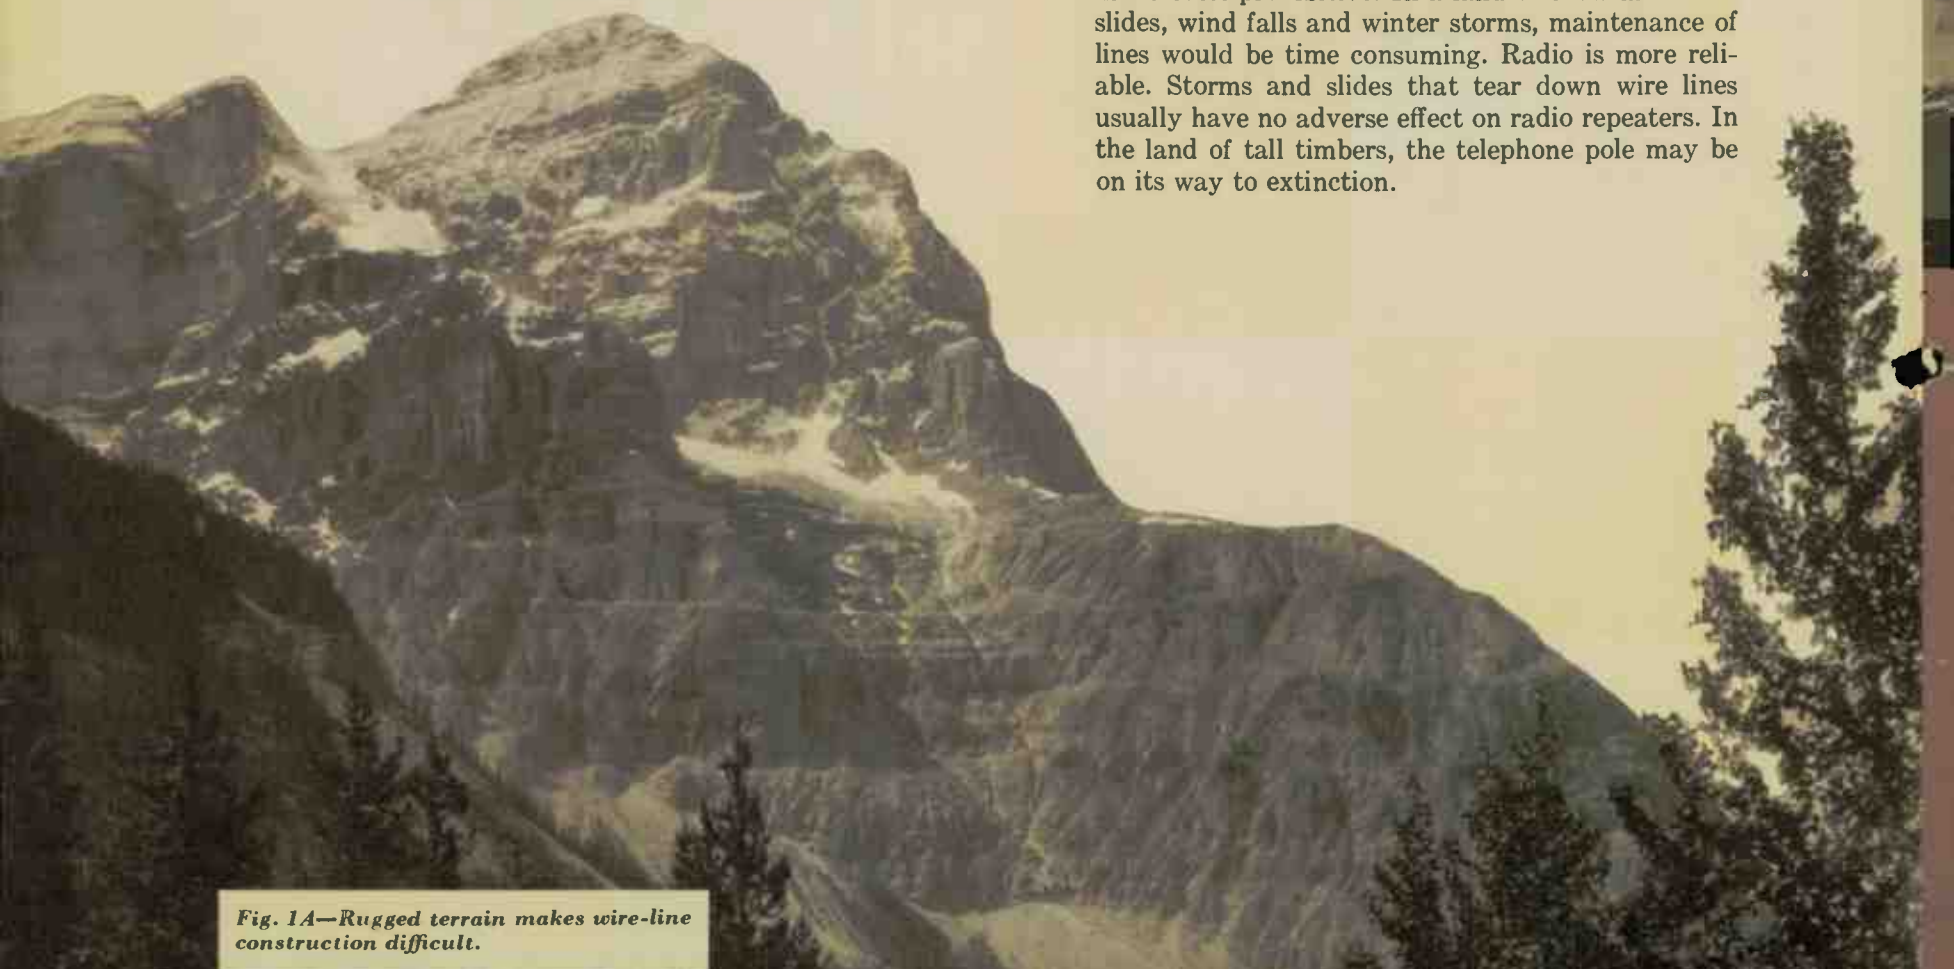 slides, wind falls and winter storms, maintenance of
lines would be time consuming. Radio is more reli-
able. Storms and slides that tear down wire lines
usually have no adverse effect on radio repeaters. In
the land of tall timbers, the telephone pole may be
on its way to extinction.
Fig. 1A—Rugged terrain makes wire-line
construction difficult.